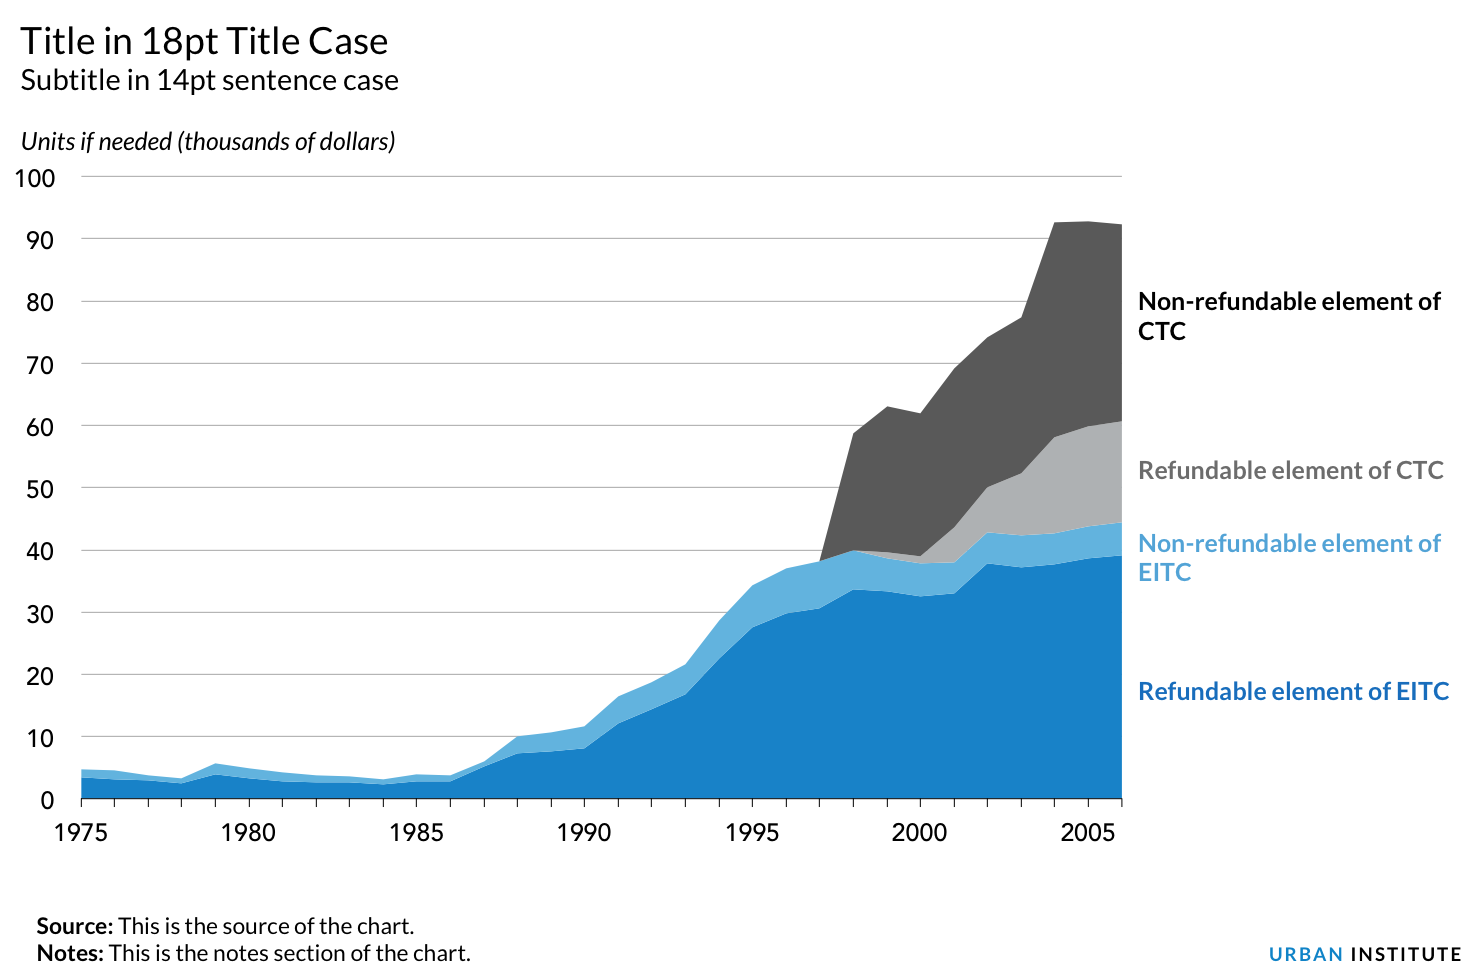 Title in 18pt Title Case
Subtitle in 14pt sentence case
Units if needed (thousands of dollars)
100
90
80
70
60
50
40
30
20
10
0
1975 1980 1985 1990 1995 2000 2005
Non-refundable element of
CTC
Refundable element of CTC
Non-refundable element of
EITC
Refundable element of EITC
Source: This is the source of the chart.
Notes: This is the notes section of the chart.
URBAN INSTITUTE